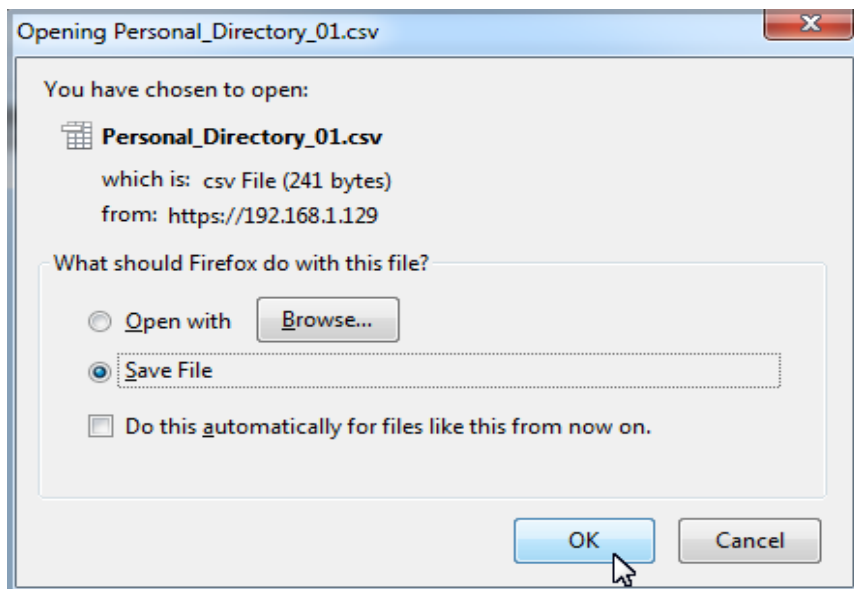 Opening Personal_Directory_01.csv
You have chosen to open:
Personal_Directory_01.csv
which is: csv File (241 bytes)
from: https://192.168.1.129
What should Firefox do with this file?
Open with Browse...
Save File
Do this automatically for files like this from now on.
OK Cancel